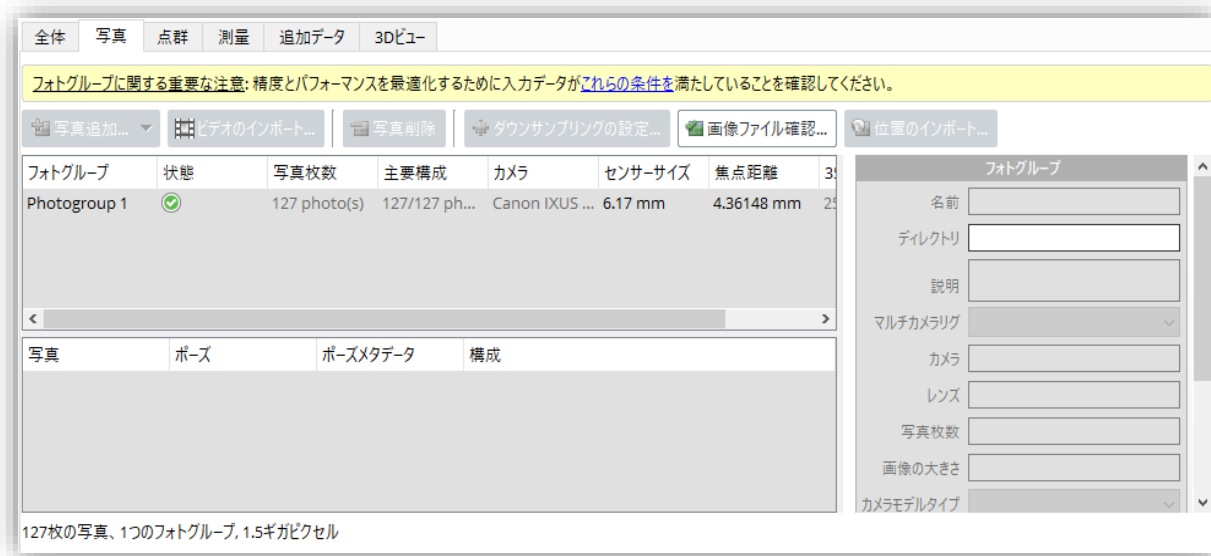 全体 写真 点群 測量 追加データ 3Dビュー
フォトグループに関する重要な注意: 精度とパフォーマンスを最適化するために入力データがこれらの条件を満たしていることを確認してください。
写真追加... ビデオのインポート... 写真削除 ダウンサンプリングの設定... 画像ファイル確認... 位置のインポート...
フォトグループ 状態 写真枚数 主要構成 カメラ センサーサイズ 焦点距離
Photogroup 1 127 photo(s) 127/127 ph... Canon IXUS ... 6.17 mm 4.36148 mm
写真 ポーズ ポーズメタデータ 構成
127枚の写真、1つのフォトグループ, 1.5ギガピクセル
フォトグループ
名前
ディレクトリ
説明
マルチカメラリグ
カメラ
レンズ
写真枚数
画像の大きさ
カメラモデルタイプ